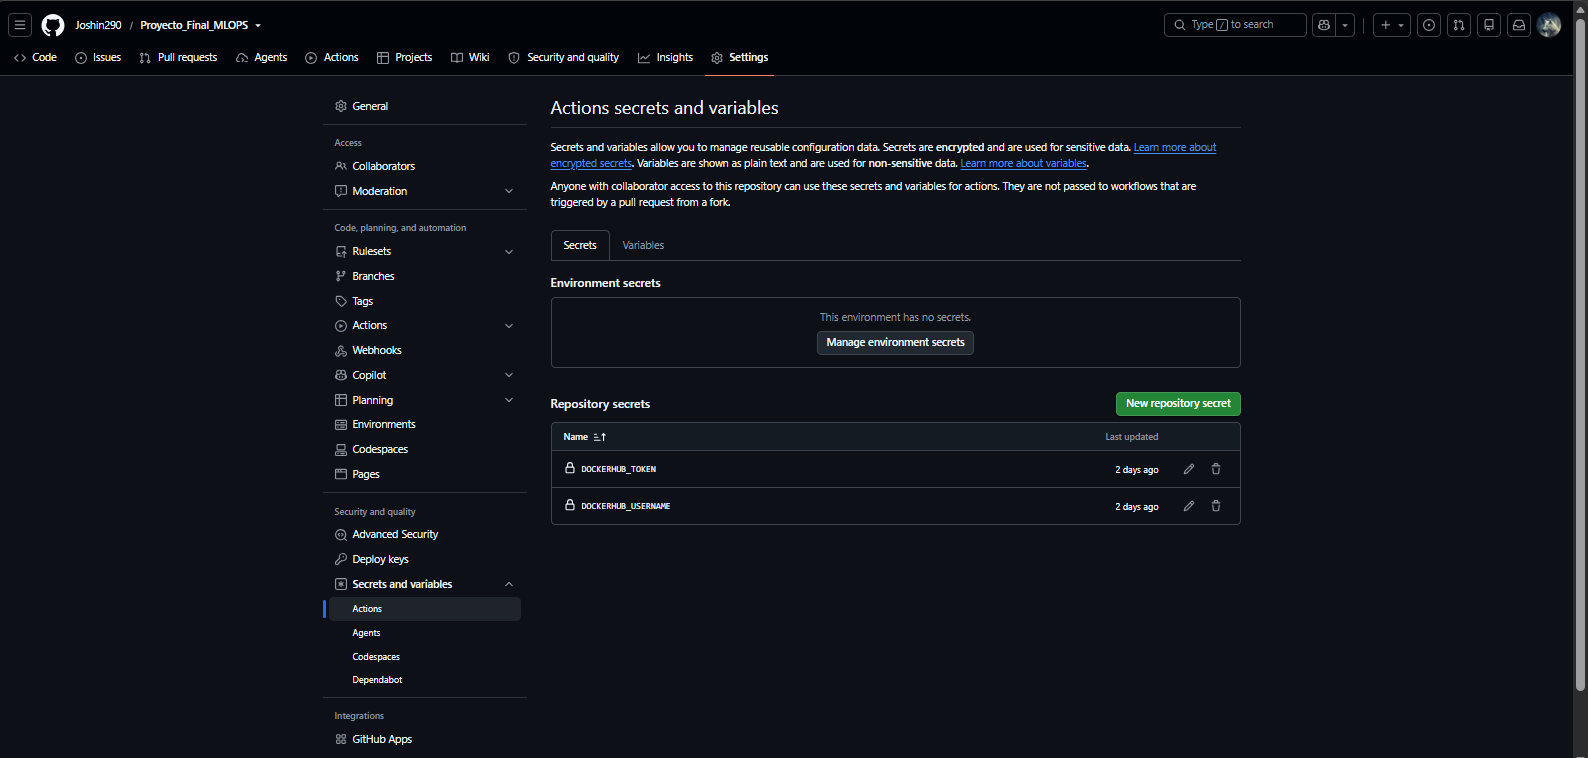 Joshin290 / Proyecto_Final_MLOPS
Type / to search
Code
Issues
Pull requests
Agents
Actions
Projects
Wiki
Security and quality
Insights
Settings
General
Access
Collaborators
Moderation
Code, planning, and automation
Rulesets
Branches
Tags
Actions
Webhooks
Copilot
Planning
Environments
Codespaces
Pages
Security and quality
Advanced Security
Deploy keys
Secrets and variables
Actions
Agents
Codespaces
Dependabot
Integrations
GitHub Apps
Actions secrets and variables
Secrets and variables allow you to manage reusable configuration data. Secrets are encrypted and are used for sensitive data. Learn more about
encrypted secrets. Variables are shown as plain text and are used for non-sensitive data. Learn more about variables.
Anyone with collaborator access to this repository can use these secrets and variables for actions. They are not passed to workflows that are
triggered by a pull request from a fork.
Secrets
Variables
Environment secrets
This environment has no secrets.
Manage environment secrets
Repository secrets
New repository secret
Name
Last updated
DOCKERHUB_TOKEN
2 days ago
DOCKERHUB_USERNAME
2 days ago